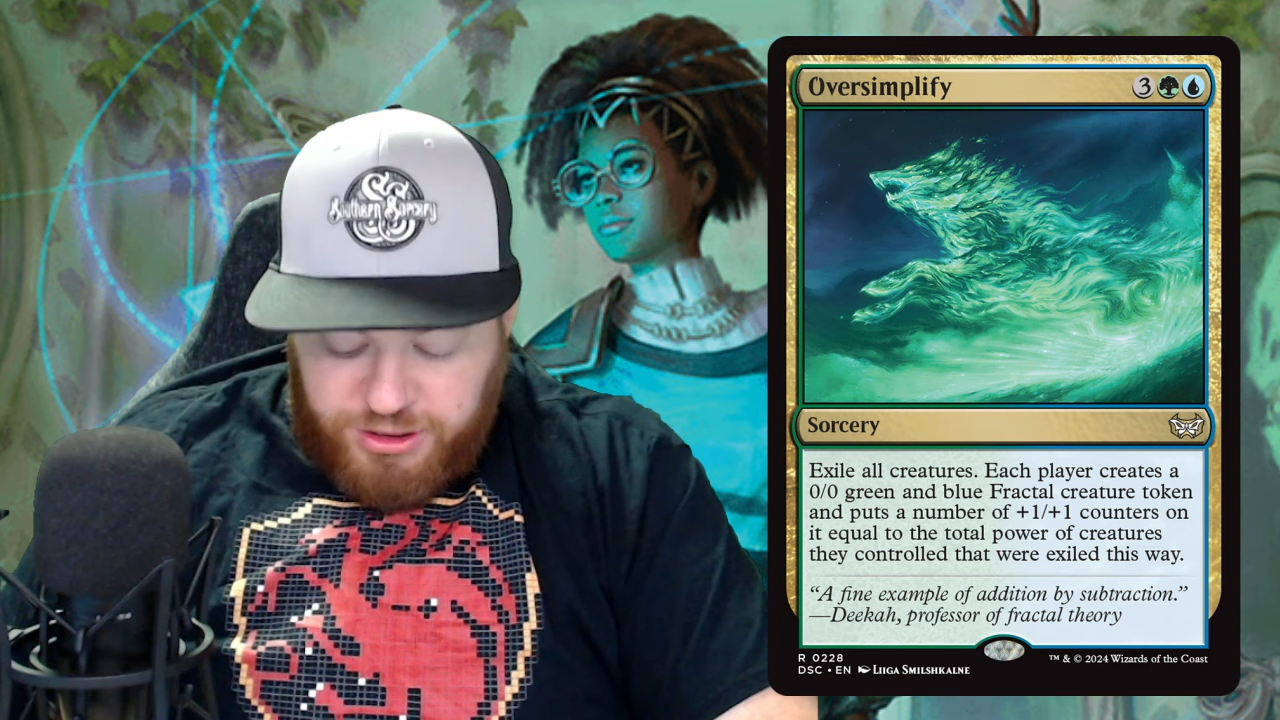 Southern Sorcery
Oversimplify
3
Sorcery
Exile all creatures. Each player creates a
0/0 green and blue Fractal creature token
and puts a number of +1/+1 counters on
it equal to the total power of creatures
they controlled that were exiled this way.
“A fine example of addition by subtraction.”
—Deekah, professor of fractal theory
R 0228
DSC • EN Liiga Smilshkalne
™ & © 2024 Wizards of the Coast